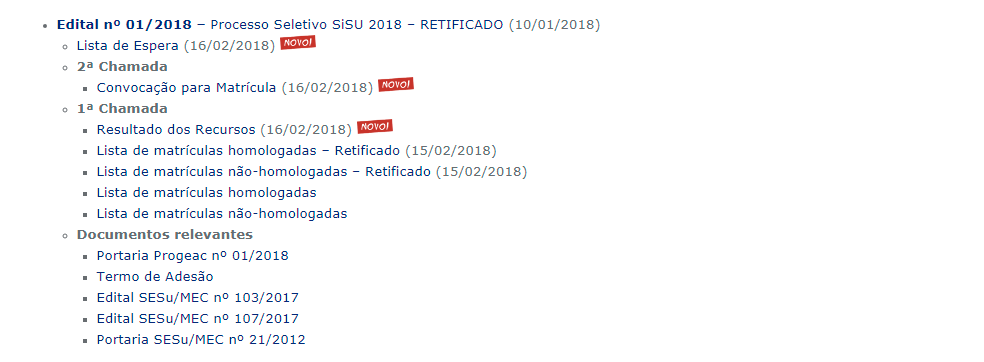 Edital nº 01/2018 – Processo Seletivo SiSU 2018 – RETIFICADO (10/01/2018)
Lista de Espera (16/02/2018) NOVO!
2ª Chamada
Convocação para Matrícula (16/02/2018) NOVO!
1ª Chamada
Resultado dos Recursos (16/02/2018) NOVO!
Lista de matrículas homologadas – Retificado (15/02/2018)
Lista de matrículas não-homologadas – Retificado (15/02/2018)
Lista de matrículas homologadas
Lista de matrículas não-homologadas
Documentos relevantes
Portaria Progeac nº 01/2018
Termo de Adesão
Edital SESu/MEC nº 103/2017
Edital SESu/MEC nº 107/2017
Portaria SESu/MEC nº 21/2012